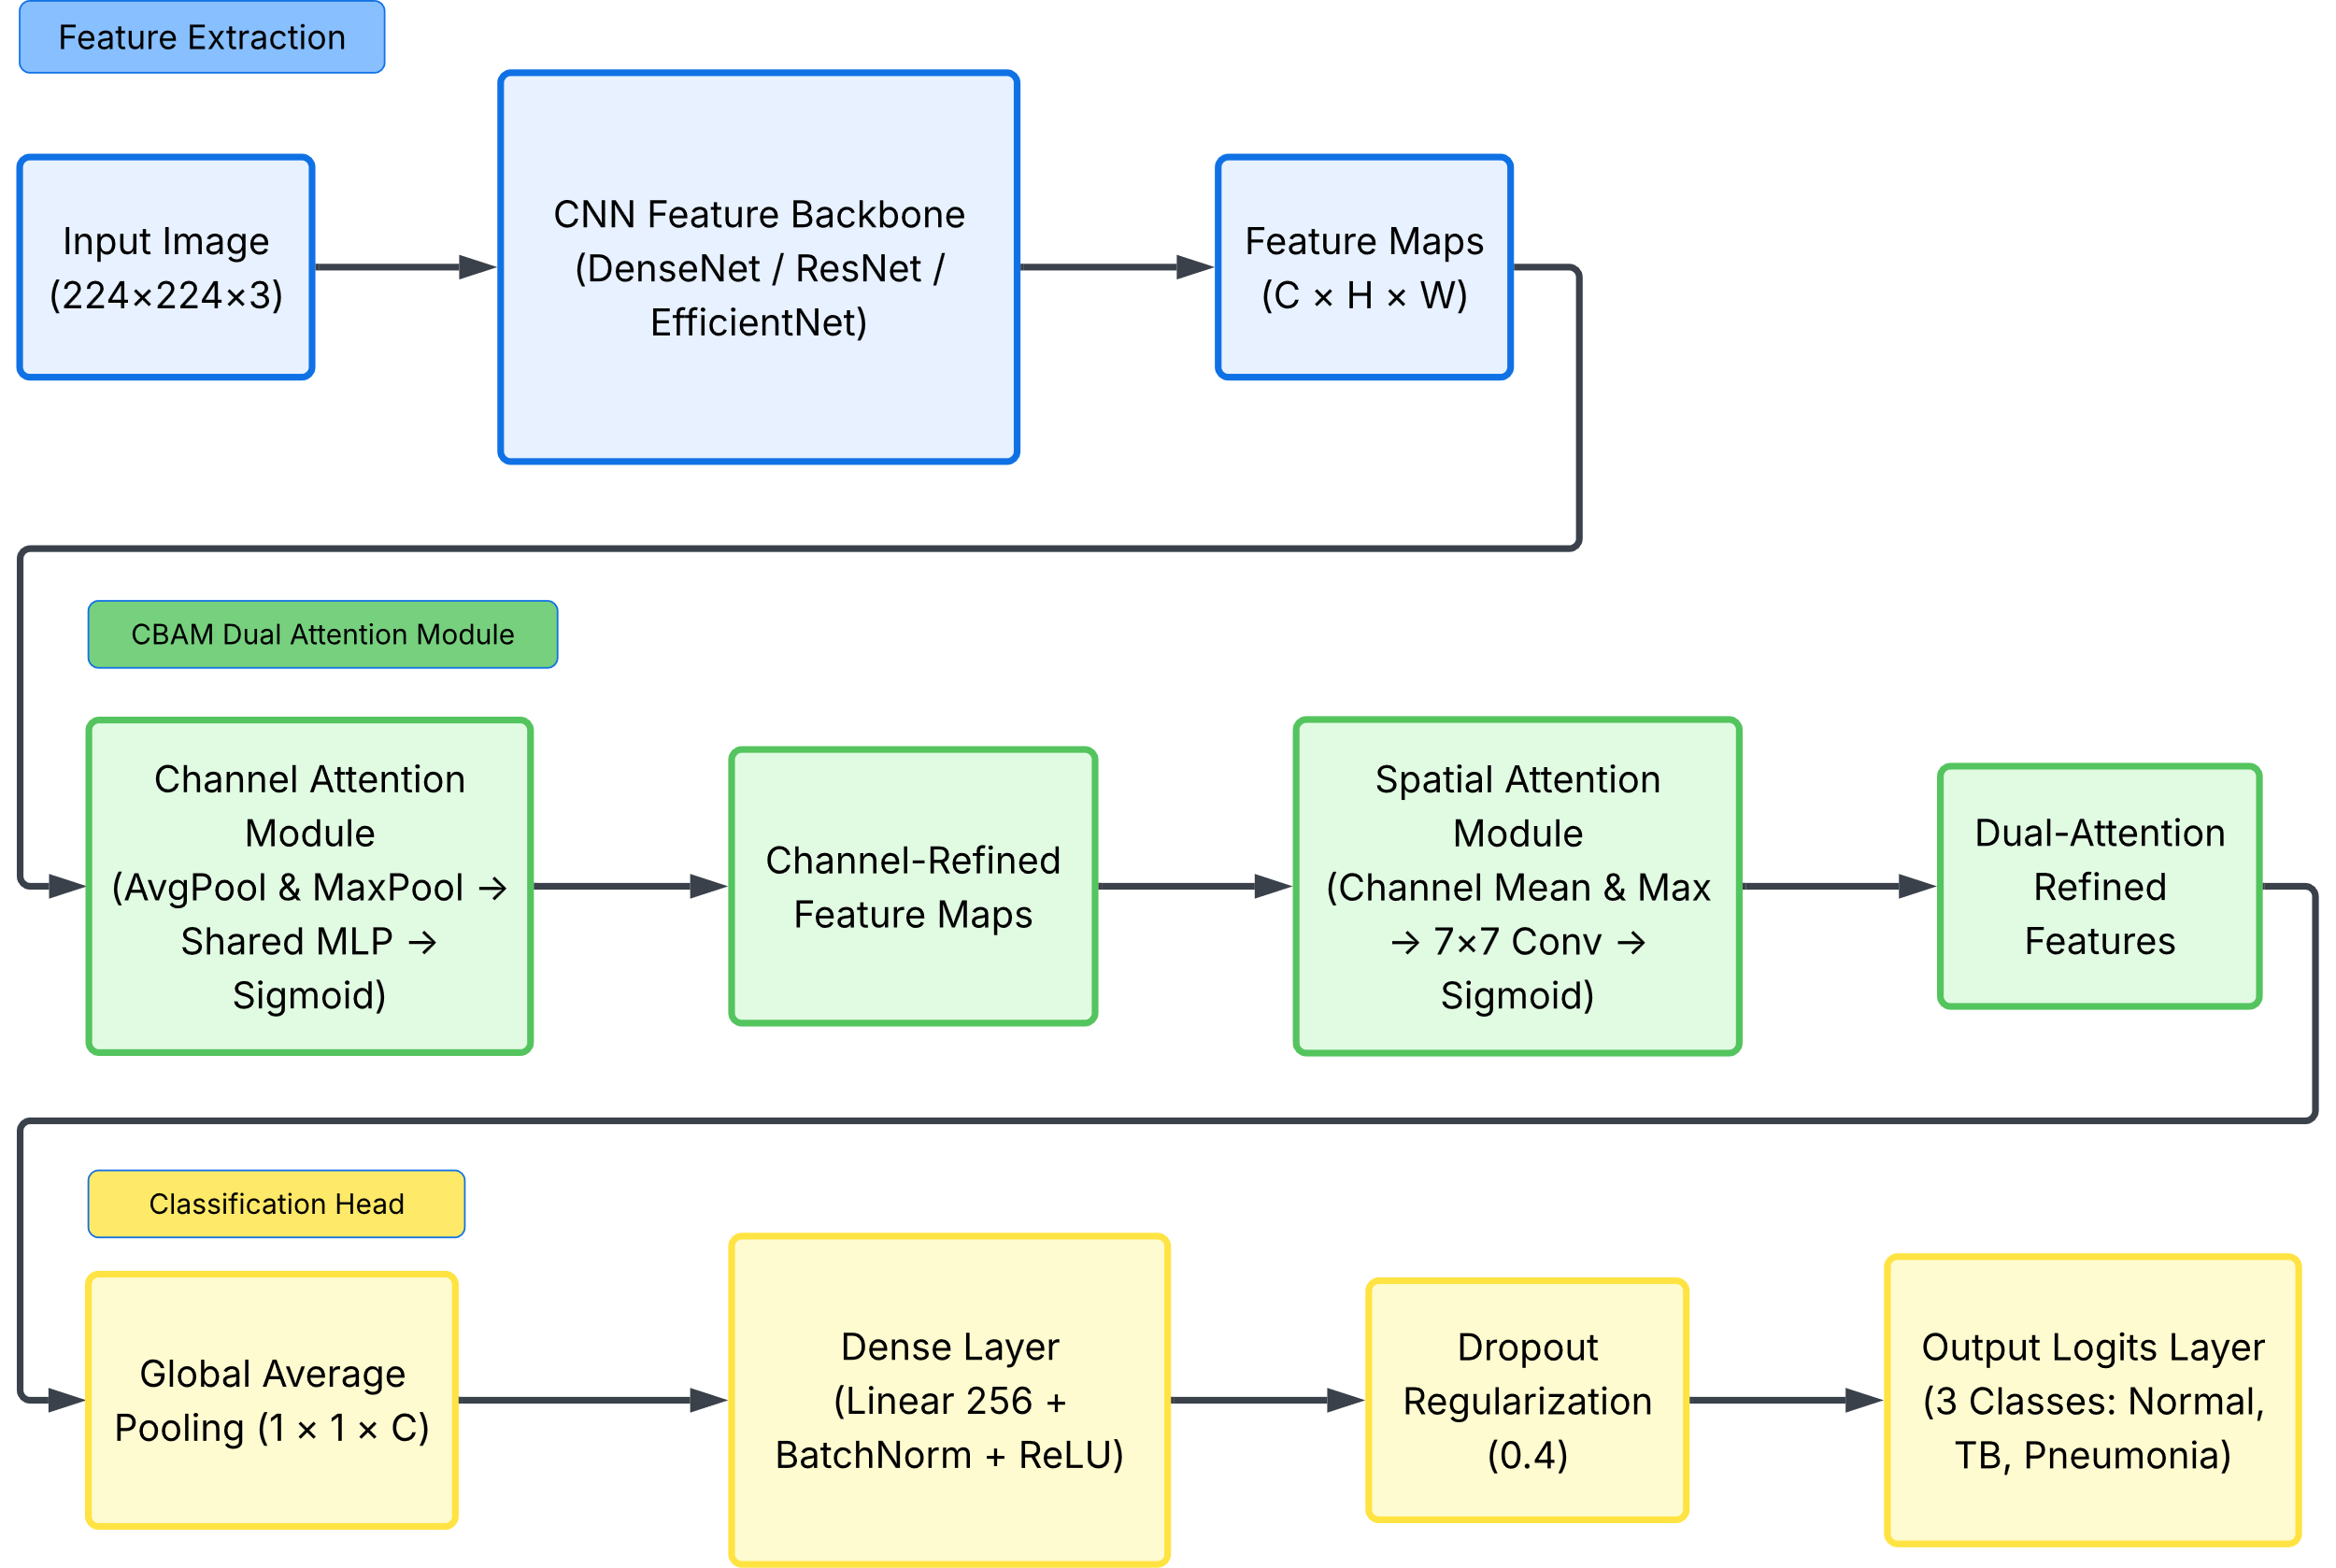 Feature Extraction
Input Image
(224×224×3)
CNN Feature Backbone
(DenseNet / ResNet /
EfficientNet)
Feature Maps
(C × H × W)
CBAM Dual Attention Module
Channel Attention
Module
(AvgPool & MaxPool →
Shared MLP →
Sigmoid)
Channel-Refined
Feature Maps
Spatial Attention
Module
(Channel Mean & Max
→ 7×7 Conv →
Sigmoid)
Dual-Attention
Refined
Features
Classification Head
Global Average
Pooling (1 × 1 × C)
Dense Layer
(Linear 256 +
BatchNorm + ReLU)
Dropout
Regularization
(0.4)
Output Logits Layer
(3 Classes: Normal,
TB, Pneumonia)